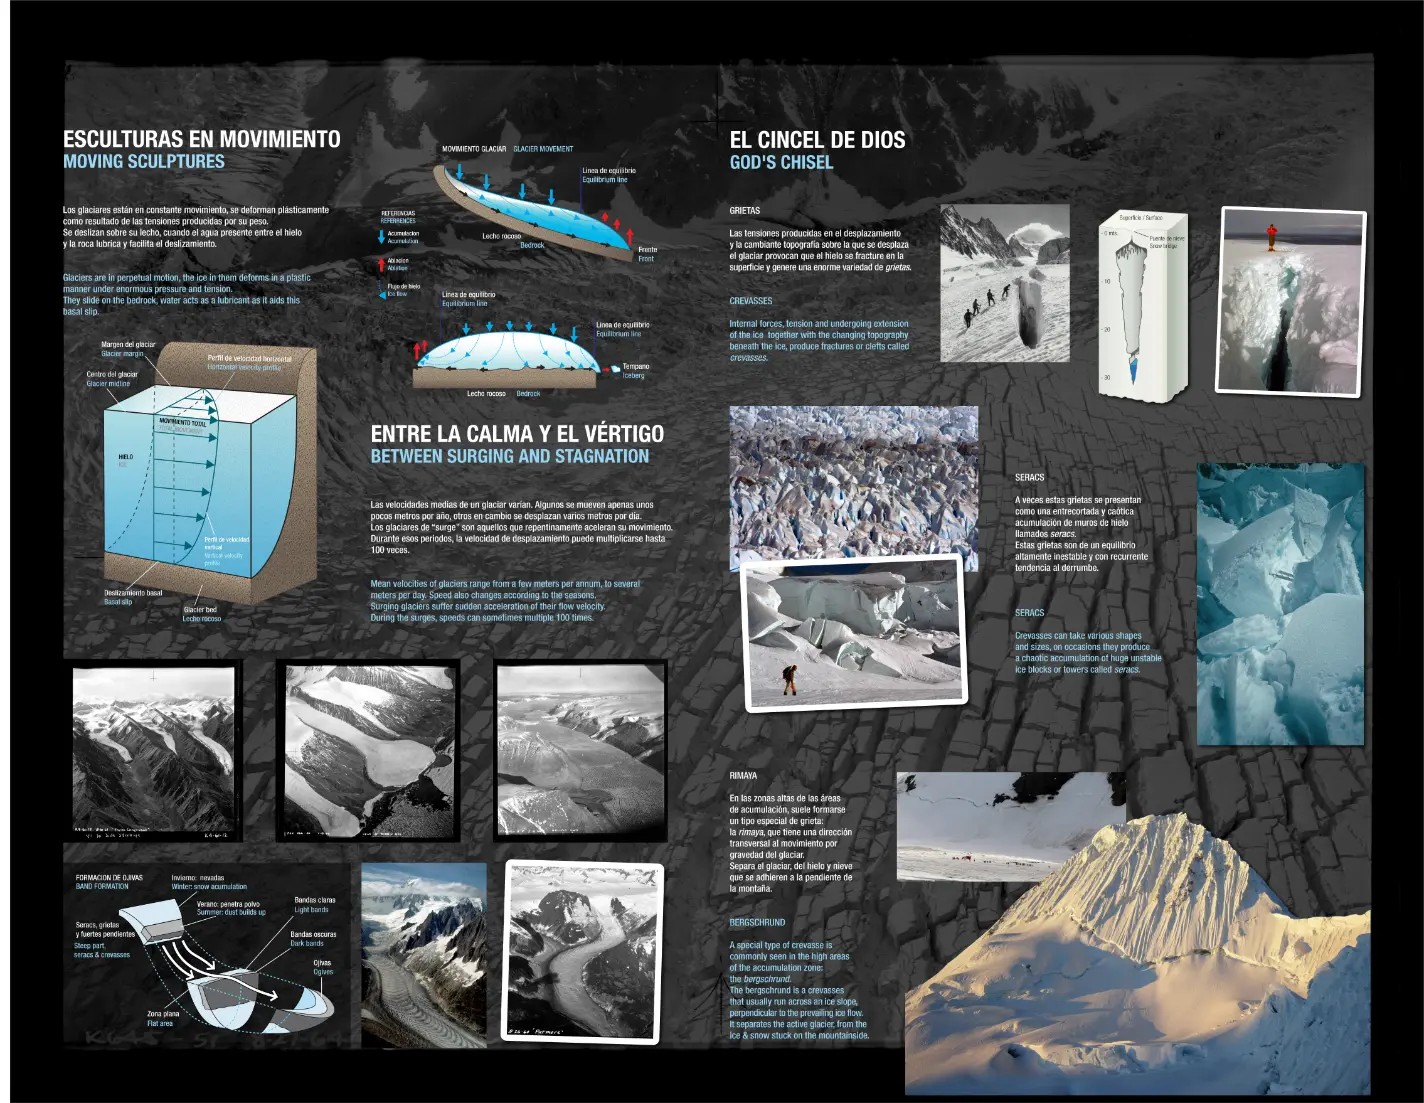 ESCULTURAS EN MOVIMIENTO
MOVING SCULPTURES
Los glaciares están en constante movimiento, se deforman plásticamente
como resultado de las tensiones producidas por su peso.
Se deslizan sobre su lecho, cuando el agua presente entre el hielo
y la roca lubrica y facilita el deslizamiento.
Glaciers are in perpetual motion, the ice in them deforms in a plastic
manner under enormous pressure and tension.
They slide on the bedrock, water acts as a lubricant as it aids this
basal slip.
Margen del glaciar
Glacier margin
Centro del glaciar
Glacier midline
Perfil de velocidad horizontal
Horizontal velocity profile
MOVIMIENTO TOTAL
TOTAL MOVEMENT
HIELO
ICE
Perfil de velocidad
vertical
Vertical velocity
profile
Deslizamiento basal
Basal slip
Glacier bed
Lecho rocoso
MOVIMIENTO GLACIAR GLACIER MOVEMENT
Linea de equilibrio
Equilibrium line
REFERENCIAS
REFERRENCES
Acumulacion
Acumulation
Ablacion
Ablation
Flujo de hielo
Ice flow
Lecho rocoso
Bedrock
Frente
Front
Linea de equilibrio
Equilibrium line
Linea de equilibrio
Equilibrium line
Tempano
Iceberg
Lecho rocoso Bedrock
ENTRE LA CALMA Y EL VÉRTIGO
BETWEEN SURGING AND STAGNATION
Las velocidades medias de un glaciar varían. Algunos se mueven apenas unos
pocos metros por año, otros en cambio se desplazan varios metros por día.
Los glaciares de “surge” son aquellos que repentinamente aceleran su movimiento.
Durante esos períodos, la velocidad de desplazamiento puede multiplicarse hasta
100 veces.
Mean velocities of glaciers range from a few meters per annum, to several
meters per day. Speed also changes according to the seasons.
Surging glaciers suffer sudden acceleration of their flow velocity.
During the surges, speeds can sometimes multiple 100 times.
FORMACION DE OJIVAS
BAND FORMATION
Invierno: nevadas
Winter: snow acumulation
Verano: penetra polvo
Summer: dust builds up
Bandas claras
Light bands
Seracs, grietas
y fuertes pendientes
Steep part,
seracs & crevasses
Bandas oscuras
Dark bands
Ojivas
Ogives
Zona plana
Flat area
EL CINCEL DE DIOS
GOD'S CHISEL
GRIETAS
Las tensiones producidas en el desplazamiento
y la cambiante topografía sobre la que se desplaza
el glaciar provocan que el hielo se fracture en la
superficie y genere una enorme variedad de grietas.
CREVASSES
Internal forces, tension and undergoing extension
of the ice together with the changing topography
beneath the ice, produce fractures or clefts called
crevasses.
Superficie / Surface
0 mts.
Puente de nieve
Snow bridge
10
20
30
SERACS
A veces estas grietas se presentan
como una entrecortada y caótica
acumulación de muros de hielo
llamados seracs.
Estas grietas son de un equilibrio
altamente inestable y con recurrente
tendencia al derrumbe.
SERACS
Crevasses can take various shapes
and sizes, on occasions they produce
a chaotic accumulation of huge unstable
ice blocks or towers called seracs.
RIMAYA
En las zonas altas de las áreas
de acumulación, suele formarse
un tipo especial de grieta:
la rimaya, que tiene una dirección
transversal al movimiento por
gravedad del glaciar.
Separa el glaciar, del hielo y nieve
que se adhieren a la pendiente de
la montaña.
BERGSCHRUND
A special type of crevasse is
commonly seen in the high areas
of the accumulation zone:
the bergschrund.
The bergschrund is a crevasses
that usually run across an ice slope,
perpendicular to the prevailing ice flow.
It separates the active glacier, from the
ice & snow stuck on the mountainside.